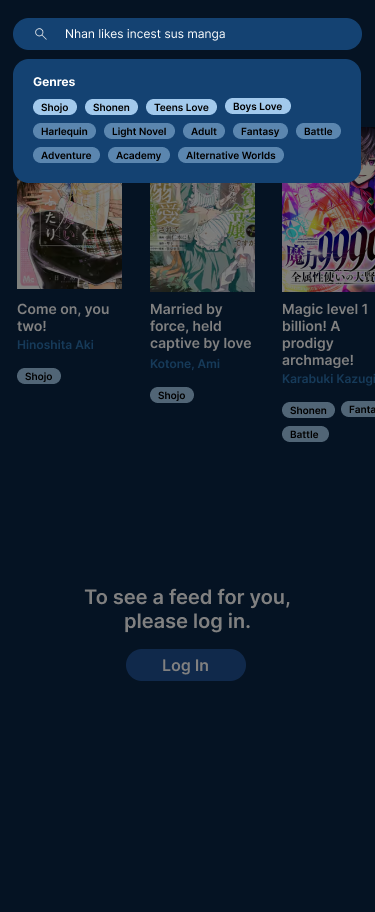 Nhan likes incest sus manga
Genres
Shojo Shonen Teens Love Boys Love
Harlequin Light Novel Adult Fantasy Battle
Adventure Academy Alternative Worlds
たり
魔力9999
全属性使いの大賢
Come on, you
two!
Hinoshita Aki
Shojo
Married by
force, held
captive by love
Kotone, Ami
Shojo
Magic level 1
billion! A
prodigy
archmage!
Karabuki Kazugi
Shonen Fanta
Battle
To see a feed for you,
please log in.
Log In